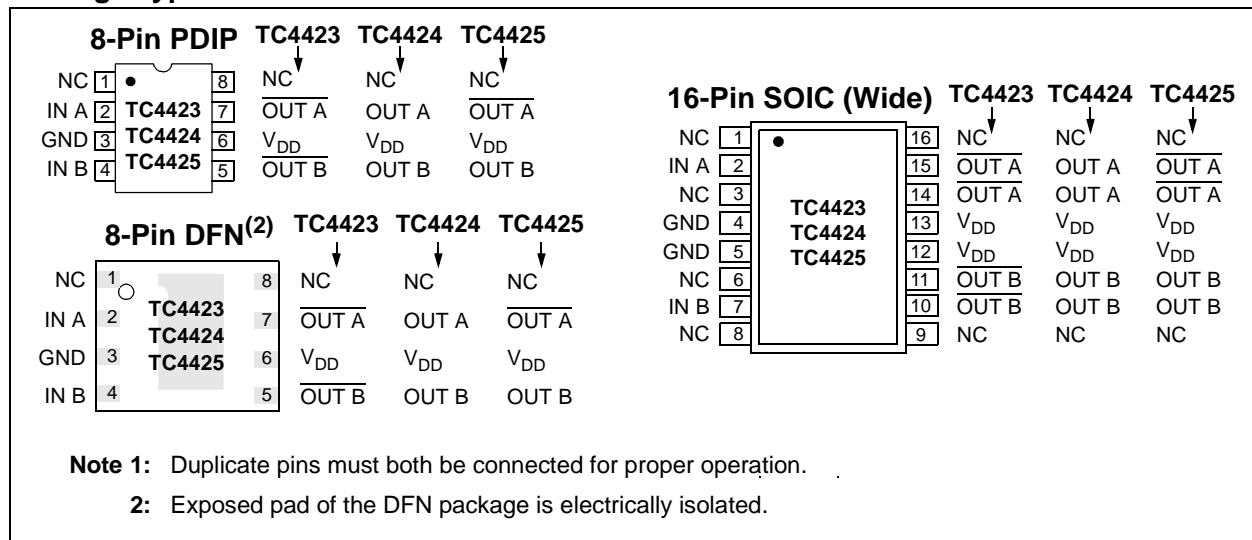 8-Pin PDIP TC4423 TC4424 TC4425
NC 1 8 NC NC NC
IN A 2 TC4423 7 OUT A OUT A OUT A
GND 3 TC4424 6 VDD VDD VDD
IN B 4 TC4425 5 OUT B OUT B OUT B
8-Pin DFN(2) TC4423 TC4424 TC4425
NC 1 8 NC NC NC
IN A 2 TC4423 7 OUT A OUT A OUT A
TC4424
GND 3 TC4425 6 VDD VDD VDD
IN B 4 5 OUT B OUT B OUT B
16-Pin SOIC (Wide) TC4423 TC4424 TC4425
NC 1 16 NC NC NC
IN A 2 15 OUT A OUT A OUT A
NC 3 TC4423 14 OUT A OUT A OUT A
GND 4 TC4424 13 VDD VDD VDD
GND 5 TC4425 12 VDD VDD VDD
NC 6 11 OUT B OUT B OUT B
IN B 7 10 OUT B OUT B OUT B
NC 8 9 NC NC NC
Note 1: Duplicate pins must both be connected for proper operation.
2: Exposed pad of the DFN package is electrically isolated.